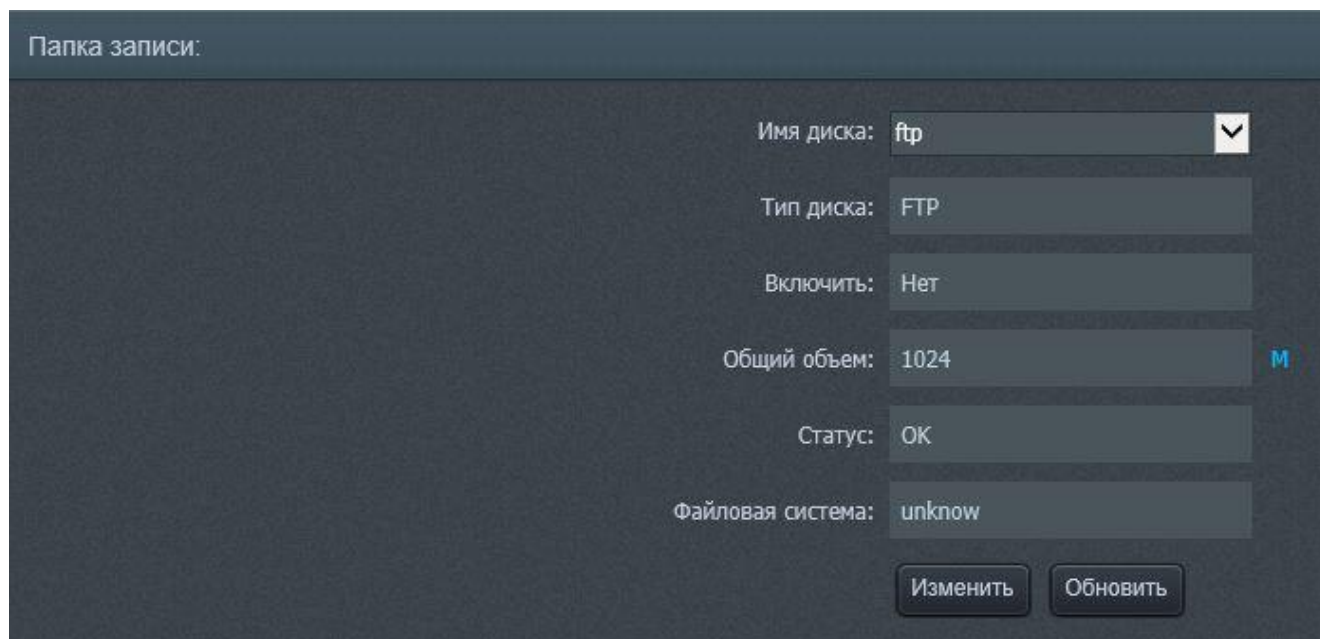 Папка записи:
Имя диска: ftp
Тип диска: FTP
Включить: Нет
Общий объем: 1024 M
Статус: OK
Файловая система: unknow
Изменить Обновить